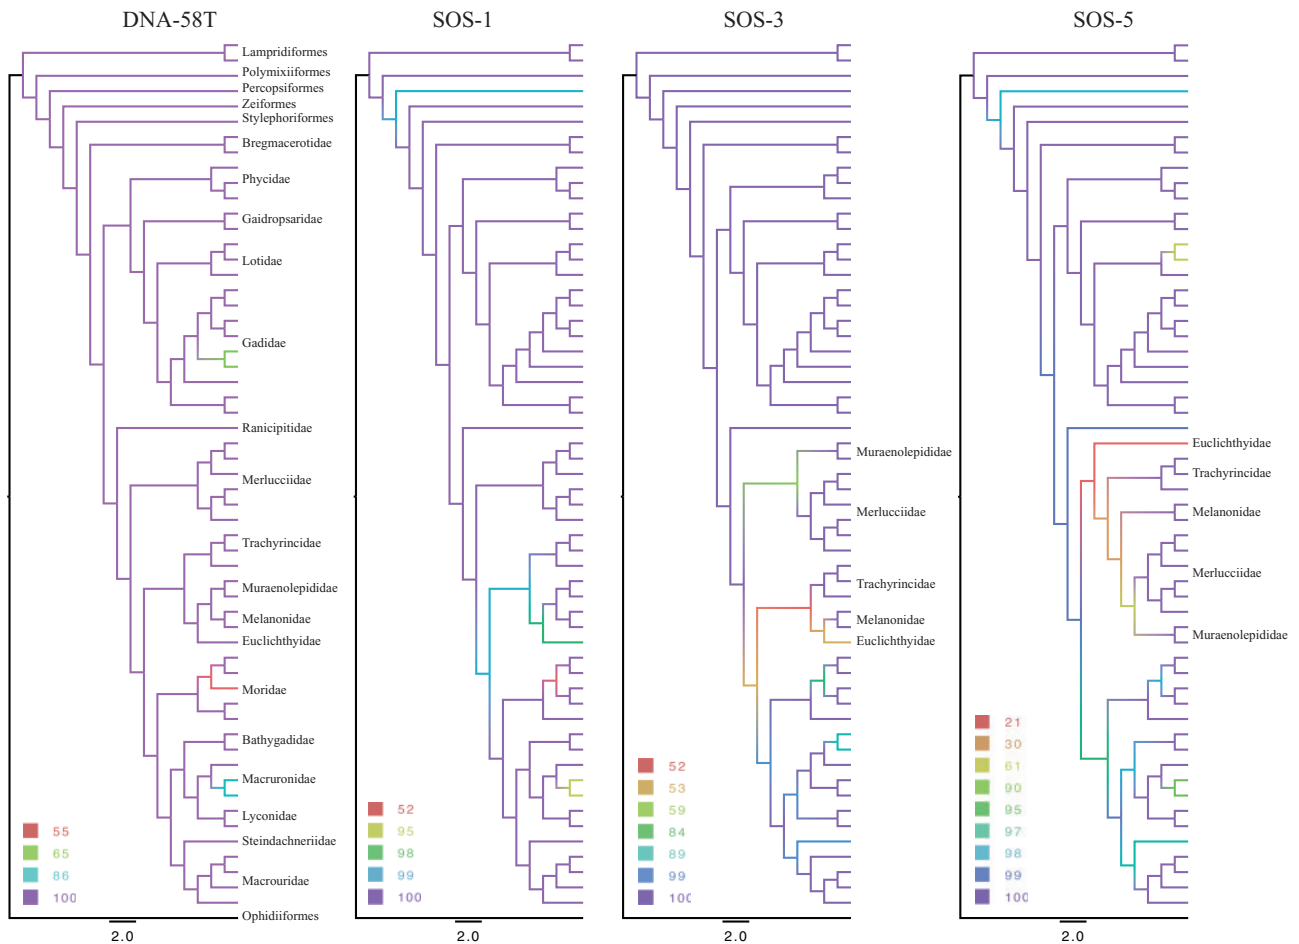 DNA-58T
SOS-1
SOS-3
SOS-5
Lampridiformes
Polymixiiformes
Percopsiformes
Zeiformes
Stylephoriformes
Bregmacerotidae
Phycidae
Gaidropsaridae
Lotidae
Gadidae
Ranicipitidae
Merlucciidae
Trachyrincidae
Muraenolepididae
Melanonidae
Euclichthyidae
Moridae
Bathygadidae
Macruronidae
Lyconidae
Steindachneriidae
Macrouridae
Ophidiiformes
55
65
86
100
2.0
52
95
98
99
100
2.0
Muraenolepididae
Merlucciidae
Trachyrincidae
Melanonidae
Euclichthyidae
52
53
59
84
89
99
100
2.0
Euclichthyidae
Trachyrincidae
Melanonidae
Merlucciidae
Muraenolepididae
21
30
61
90
95
97
98
99
100
2.0